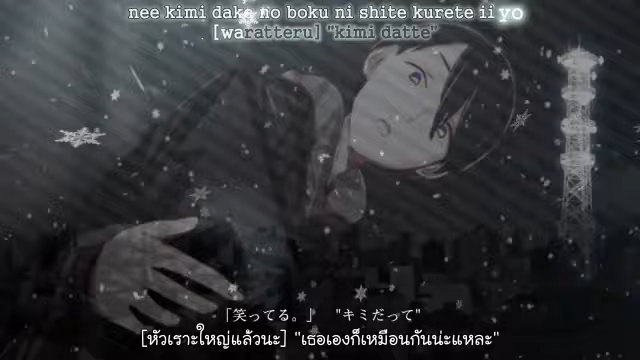 nee kimi dake no boku ni shite kurete ii yo
[waratteru] "kimi datte"
「笑ってる。」 "キミだって"
[หัวเราะใหญ่แล้วนะ] "เธอเองก็เหมือนกันน่ะแหละ"